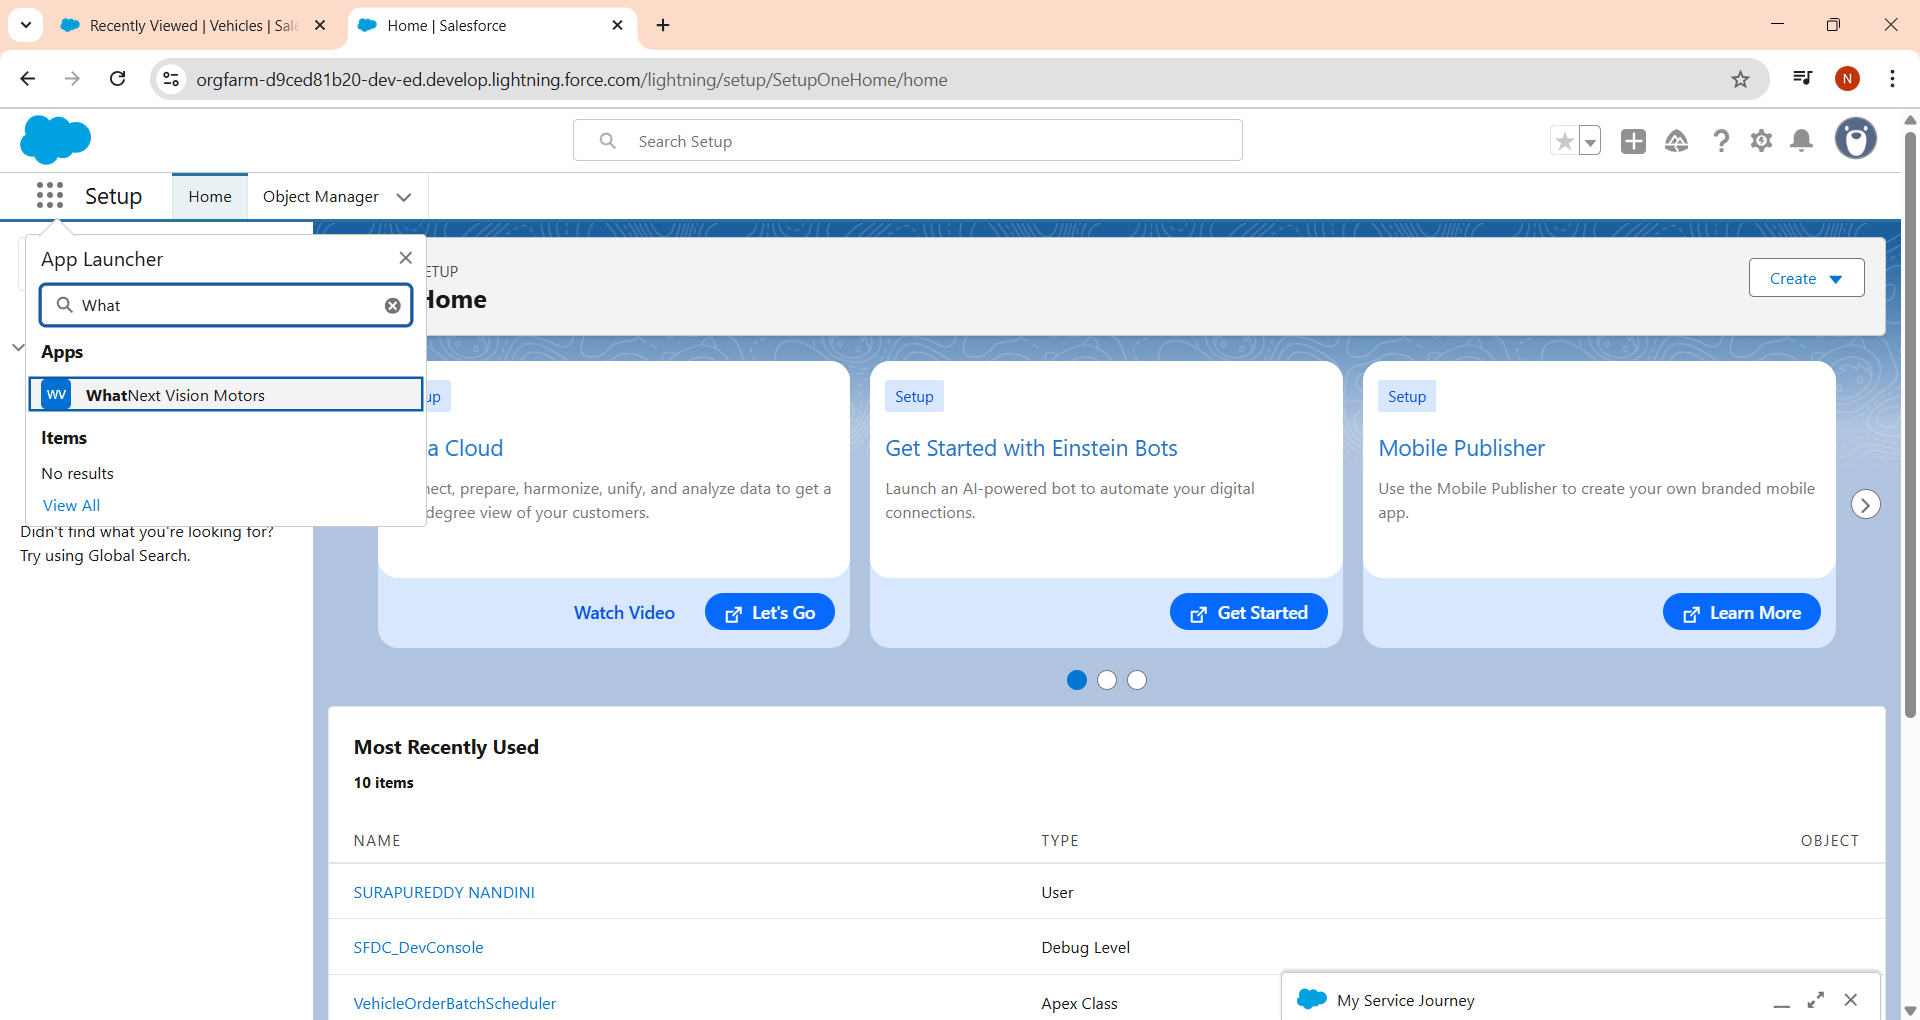 Recently Viewed | Vehicles | Sale
Home | Salesforce
orgfarm-d9ced81b20-dev-ed.develop.lightning.force.com/lightning/setup/SetupOneHome/home
N
Search Setup
Setup
Home
Object Manager
App Launcher
What
Apps
WV WhatNext Vision Motors
Items
No results
View All
Didn't find what you're looking for?
Try using Global Search.
ETUP
Home
Create
up
a Cloud
nect, prepare, harmonize, unify, and analyze data to get a
degree view of your customers.
Watch Video
Let's Go
Setup
Get Started with Einstein Bots
Launch an AI-powered bot to automate your digital
connections.
Get Started
Setup
Mobile Publisher
Use the Mobile Publisher to create your own branded mobile
app.
Learn More
Most Recently Used
10 items
NAME TYPE OBJECT
SURAPUREDDY NANDINI User
SFDC_DevConsole Debug Level
VehicleOrderBatchScheduler Apex Class
My Service Journey